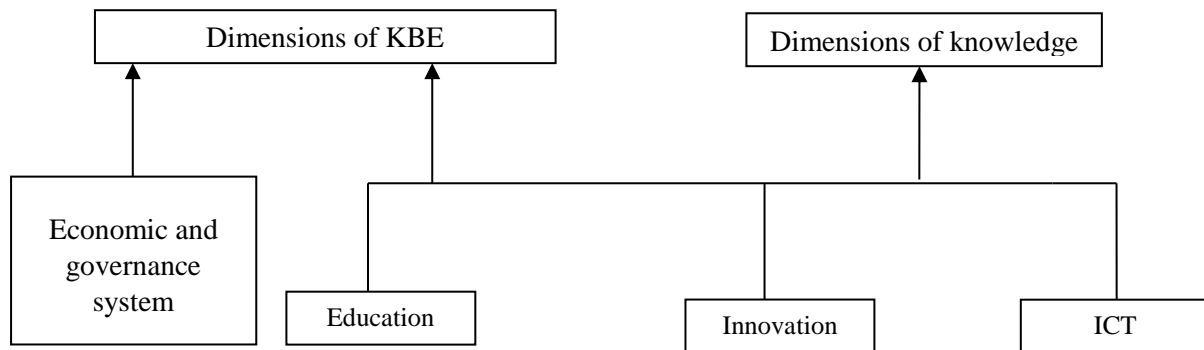 Dimensions of KBE
Dimensions of knowledge
Economic and
governance
system
Education
Innovation
ICT